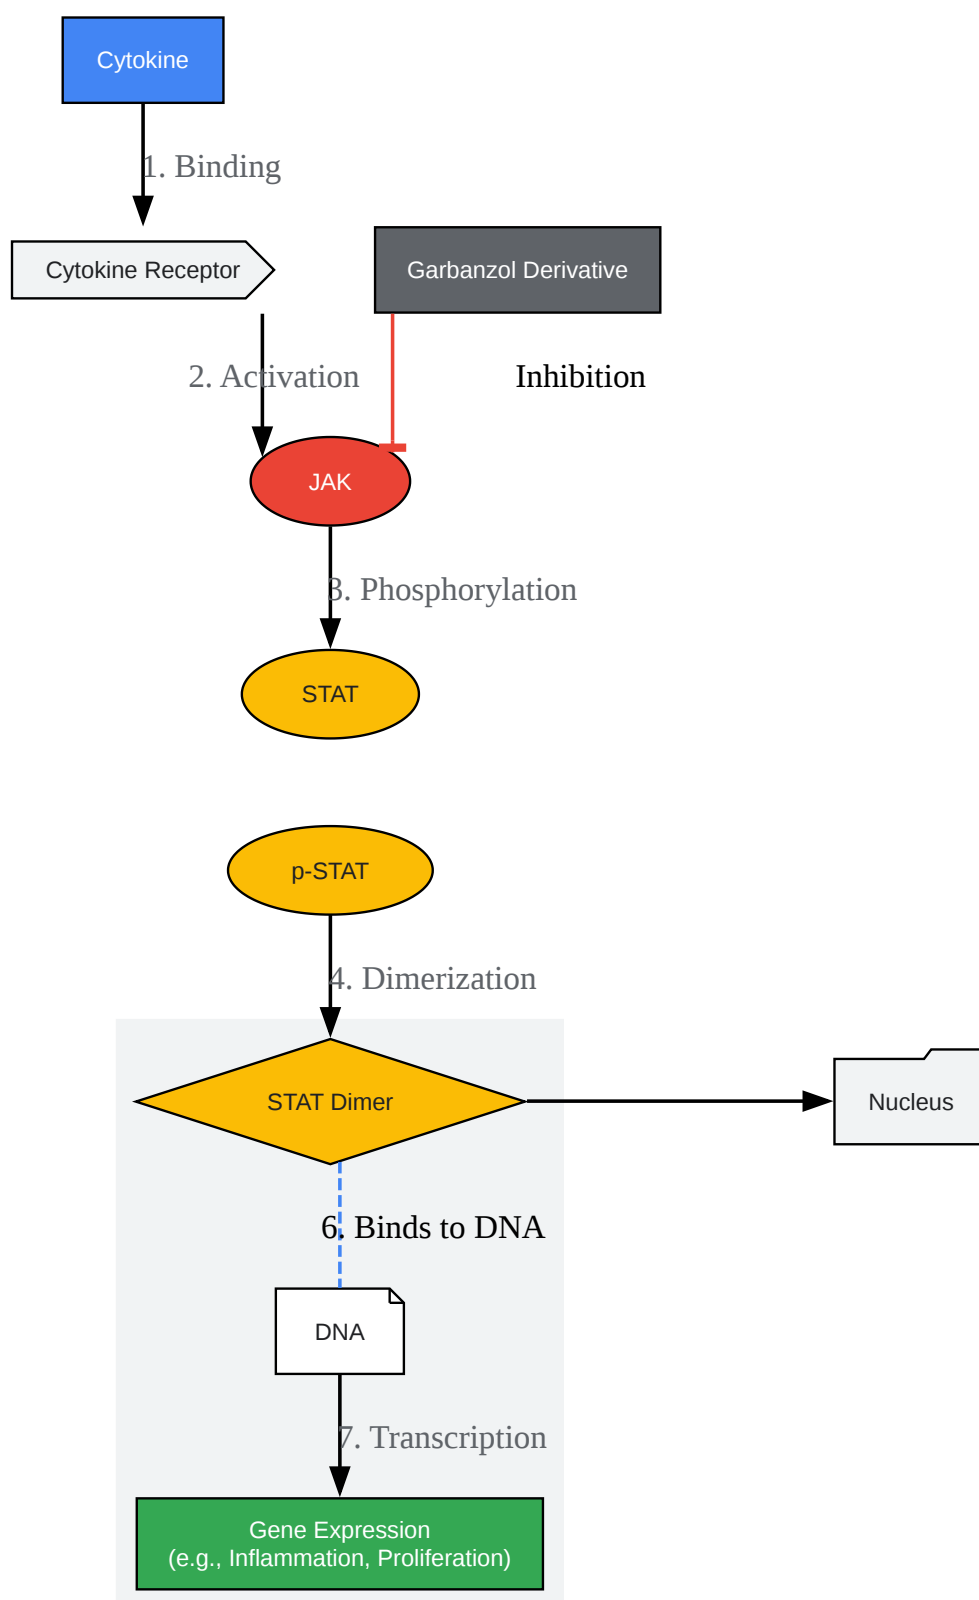 Cytokine
1. Binding
Cytokine Receptor
Garbanzol Derivative
2. Activation
Inhibition
JAK
3. Phosphorylation
STAT
p-STAT
4. Dimerization
STAT Dimer
Nucleus
6. Binds to DNA
DNA
7. Transcription
Gene Expression
(e.g., Inflammation, Proliferation)